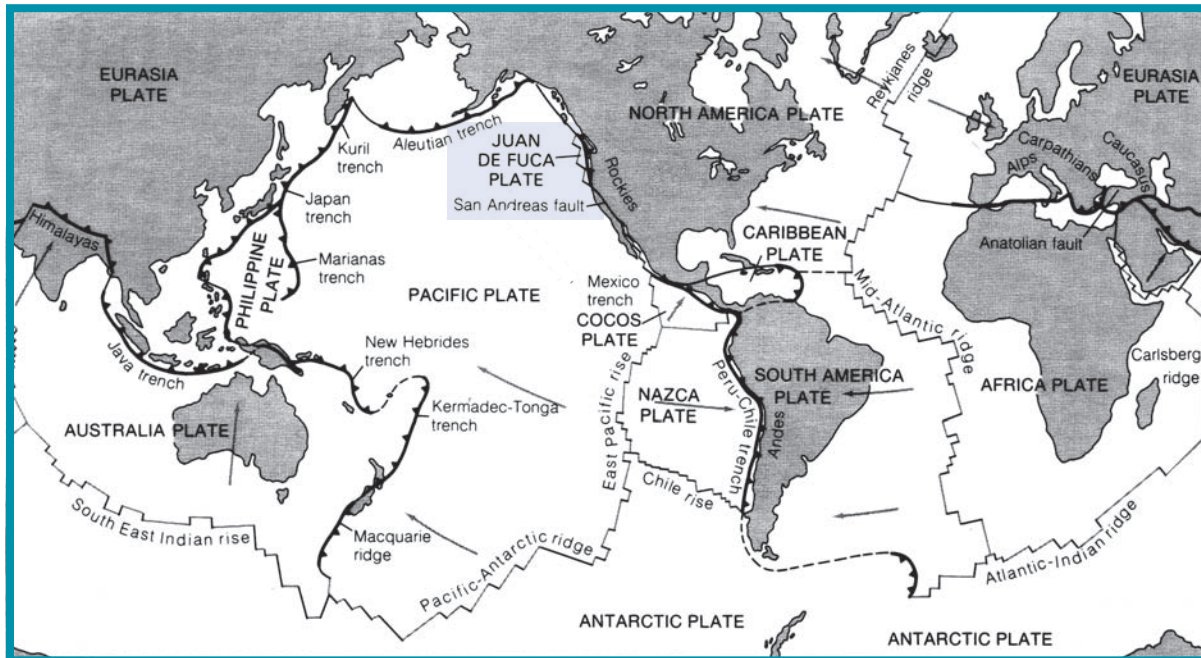 EURASIA
PLATE
Kuril
trench
Aleutian trench
Japan
trench
Himalayas
Marianas
trench
PHILIPPINE
PLATE
Java trench
PACIFIC PLATE
New Hebrides
trench
Kermadec-Tonga
trench
AUSTRALIA PLATE
South East Indian rise
Macquarie
ridge
Pacific-Antarctic ridge
JUAN
DE FUCA
PLATE
San Andreas fault
Rockies
NORTH AMERICA PLATE
Reykjanes
ridge
EURASIA
PLATE
Carpathians
Alps
Caucasus
Anatolian fault
CARIBBEAN
PLATE
Mexico
trench
COCOS
PLATE
East Pacific rise
NAZCA
PLATE
Peru-Chile trench
Andes
Chile rise
SOUTH AMERICA
PLATE
Mid-Atlantic ridge
AFRICA PLATE
Carlsberg
ridge
Atlantic-Indian ridge
ANTARCTIC PLATE
ANTARCTIC PLATE